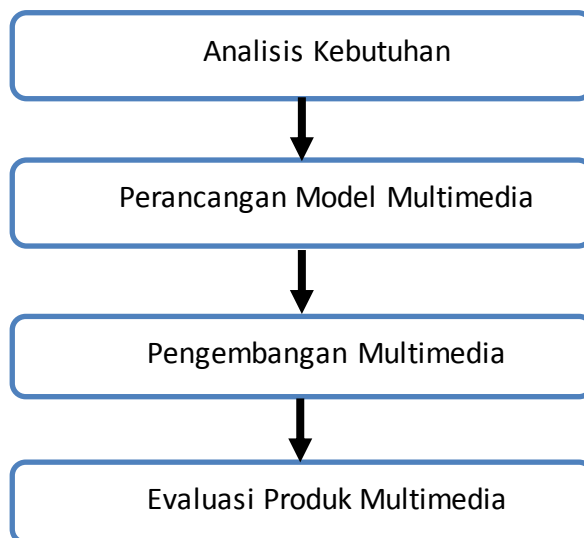 Analisis Kebutuhan
Perancangan Model Multimedia
Pengembangan Multimedia
Evaluasi Produk Multimedia